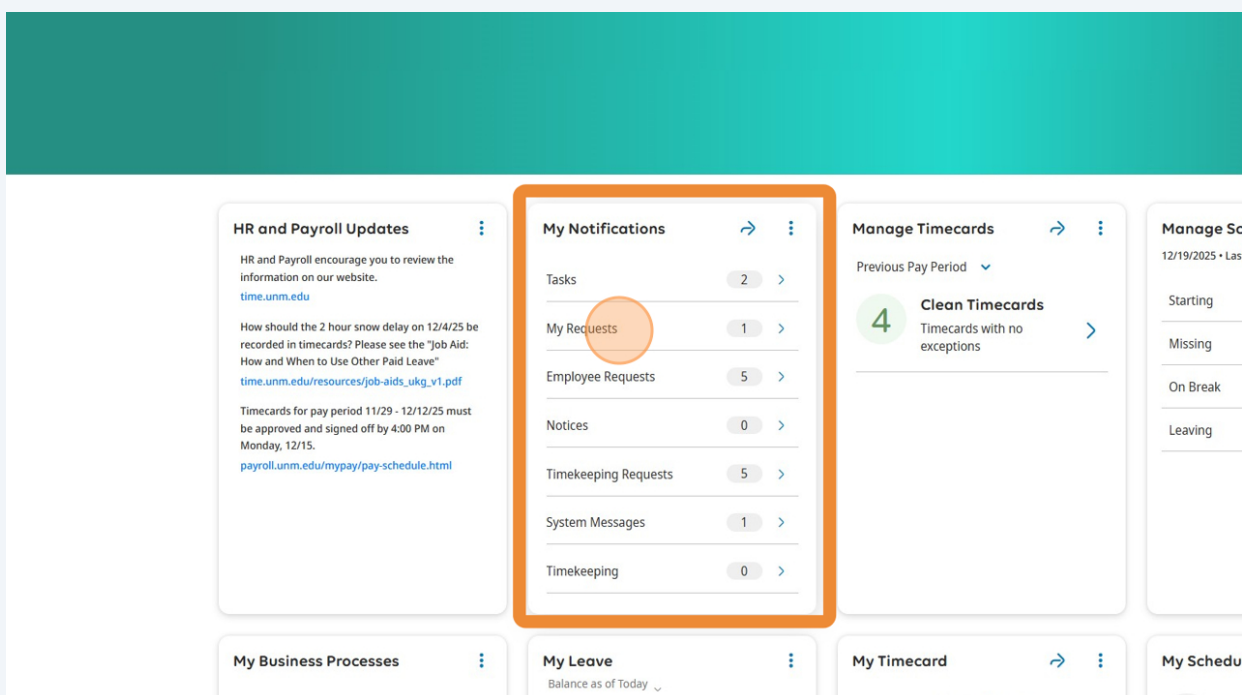 HR and Payroll Updates
HR and Payroll encourage you to review the
information on our website.
time.unm.edu
How should the 2 hour snow delay on 12/4/25 be
recorded in timecards? Please see the "Job Aid:
How and When to Use Other Paid Leave"
time.unm.edu/resources/job-aids_ukg_v1.pdf
Timecards for pay period 11/29 - 12/12/25 must
be approved and signed off by 4:00 PM on
Monday, 12/15.
payroll.unm.edu/mypay/pay-schedule.html
My Notifications
Tasks 2
My Requests 1
Employee Requests 5
Notices 0
Timekeeping Requests 5
System Messages 1
Timekeeping 0
Manage Timecards
Previous Pay Period
4
Clean Timecards
Timecards with no
exceptions
Manage Sc
12/19/2025 • Las
Starting
Missing
On Break
Leaving
My Business Processes
My Leave
Balance as of Today
My Timecard
My Schedu